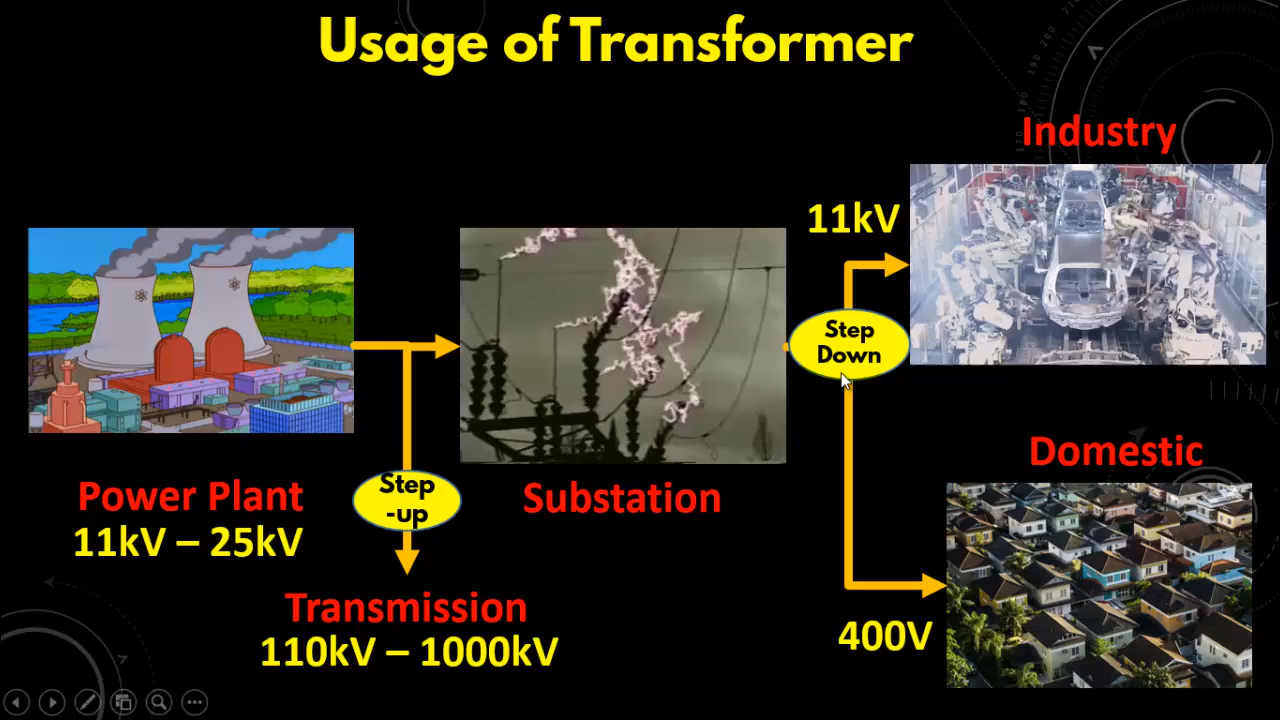 Usage of Transformer
Industry
11kV
Step
Down
Domestic
400V
Step
-up
Power Plant
11kV – 25kV
Substation
Transmission
110kV – 1000kV